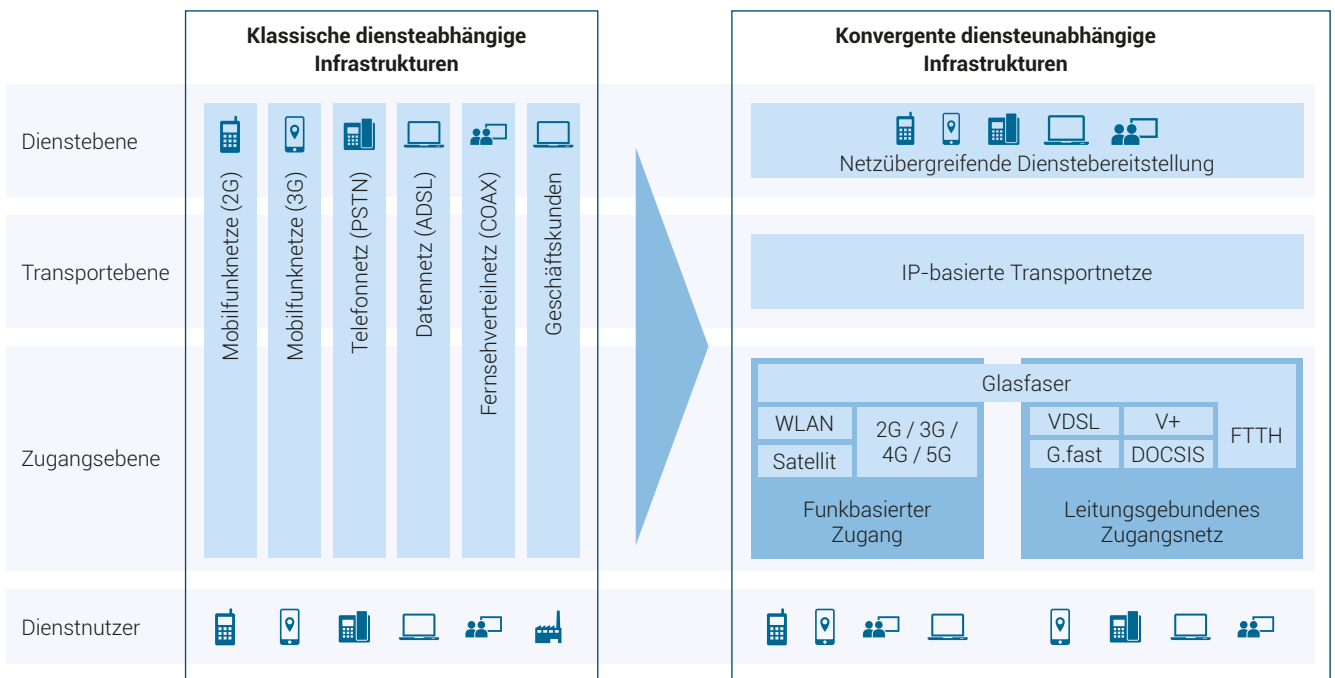 Klassische diensteabhängige
Infrastrukturen
Konvergente diensteunabhängige
Infrastrukturen
Dienstebene
Mobilfunknetze (2G)
Mobilfunknetze (3G)
Telefonnetz (PSTN)
Datennetz (ADSL)
Fernsehverteilnetz (COAX)
Geschäftskunden
Netzübergreifende Dienstebereitstellung
Transportebene
IP-basierte Transportnetze
Zugangsebene
Glasfaser
WLAN
Satellit
2G / 3G /
4G / 5G
Funkbasierter
Zugang
VDSL
V+
G.fast
DOCSIS
FTTH
Leitungsgebundenes
Zugangsnetz
Dienstnutzer